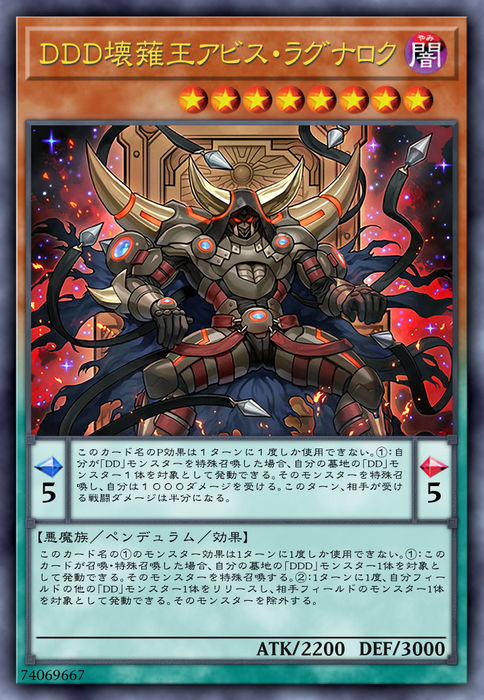 DDD壊薙王アビス・ラグナロク
やみ
闇
このカード名のP効果は1ターンに1度しか使用できない。①:自
分が「DD」モンスターを特殊召喚した場合、自分の墓地の「DD」モ
ンスター1体を対象として発動できる。そのモンスターを特殊召
喚し、自分は1000ダメージを受ける。このターン、相手が受け
る戦闘ダメージは半分になる。
5
5
【悪魔族/ペンデュラム/効果】
このカード名の①のモンスター効果は1ターンに1度しか使用できない。①:この
カードが召喚・特殊召喚した場合、自分の墓地の「DDD」モンスター1体を対象と
して発動できる。そのモンスターを特殊召喚する。②:1ターンに1度、自分フィール
ドの他の「DD」モンスター1体をリリースし、相手フィールドのモンスター1体
を対象として発動できる。そのモンスターを除外する。
ATK/2200 DEF/3000
74069667